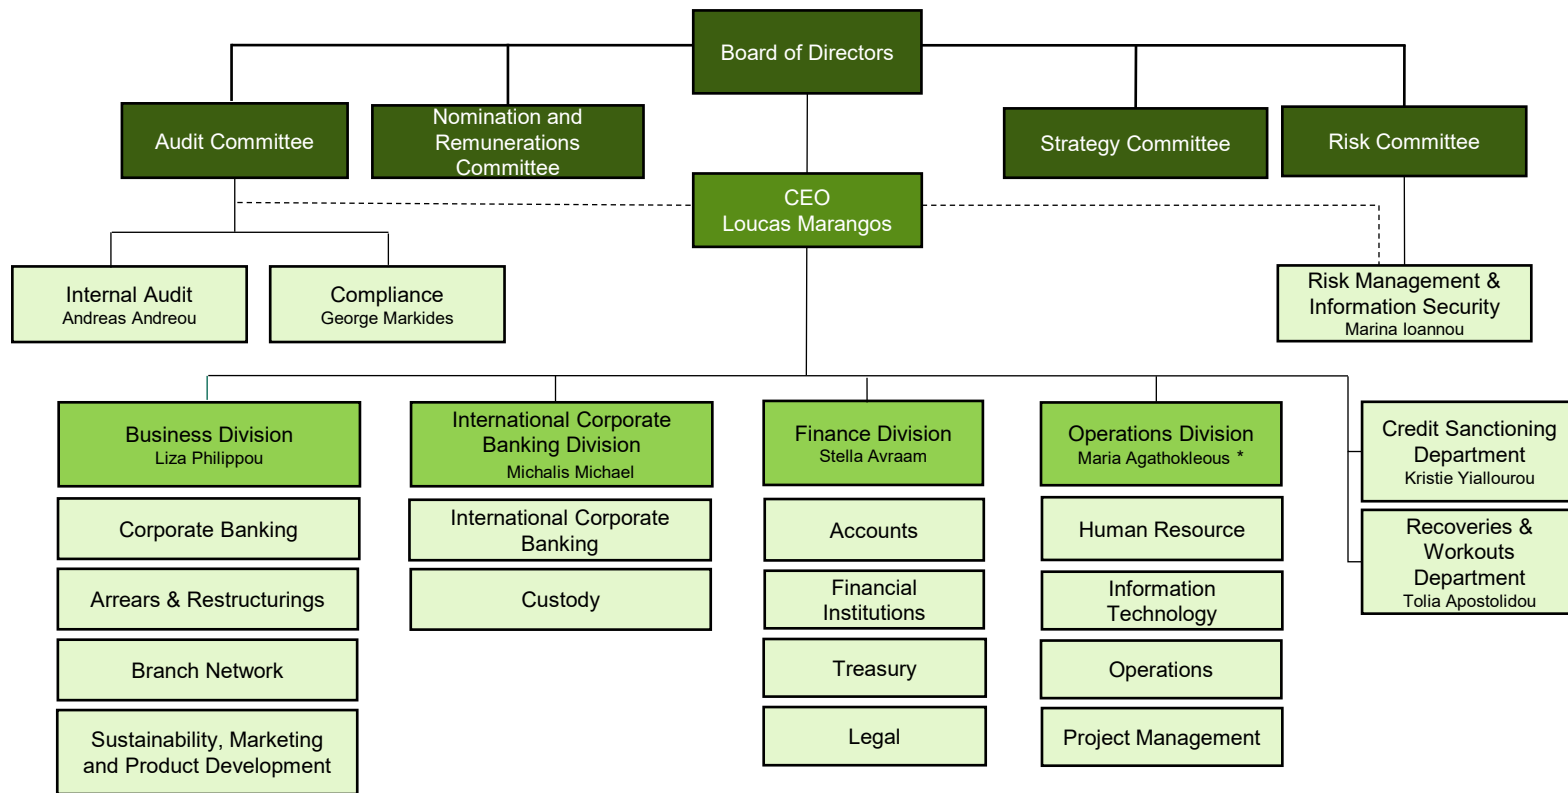 Board of Directors
Audit Committee
Nomination and
Remunerations
Committee
Strategy Committee
Risk Committee
CEO
Loucas Marangos
Internal Audit
Andreas Andreou
Compliance
George Markides
Risk Management &
Information Security
Marina Ioannou
Business Division
Liza Philippou
Corporate Banking
Arrears & Restructurings
Branch Network
Sustainability, Marketing
and Product Development
International Corporate
Banking Division
Michalis Michael
International Corporate
Banking
Custody
Finance Division
Stella Avraam
Accounts
Financial
Institutions
Treasury
Legal
Operations Division
Maria Agathokleous *
Human Resource
Information
Technology
Operations
Project Management
Credit Sanctioning
Department
Kristie Yiallourou
Recoveries &
Workouts
Department
Tolia Apostolidou